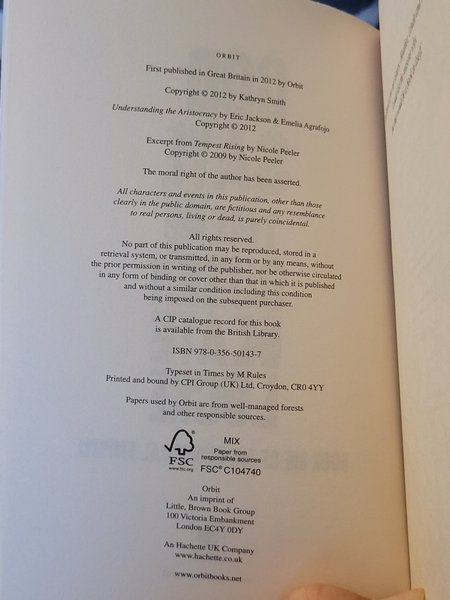 ORBIT
First published in Great Britain in 2012 by Orbit
Copyright © 2012 by Kathryn Smith
Understanding the Aristocracy by Eric Jackson & Emelia Agrafojo
Copyright © 2012
Excerpt from Tempest Rising by Nicole Peeler
Copyright © 2009 by Nicole Peeler
The moral right of the author has been asserted.
All characters and events in this publication, other than those
clearly in the public domain, are fictitious and any resemblance
to real persons, living or dead, is purely coincidental.
All rights reserved.
No part of this publication may be reproduced, stored in a
retrieval system, or transmitted, in any form or by any means, without
the prior permission in writing of the publisher, nor be otherwise circulated
in any form of binding or cover other than that in which it is published
and without a similar condition including this condition
being imposed on the subsequent purchaser.
A CIP catalogue record for this book
is available from the British Library.
ISBN 978-0-356-50143-7
Typeset in Times by M Rules
Printed and bound by CPI Group (UK) Ltd, Croydon, CR0 4YY
Papers used by Orbit are from well-managed forests
and other responsible sources.
FSC
www.fsc.org
MIX
Paper from
responsible sources
FSC® C104740
Orbit
An imprint of
Little, Brown Book Group
100 Victoria Embankment
London EC4Y 0DY
An Hachette UK Company
www.hachette.co.uk
www.orbitbooks.net